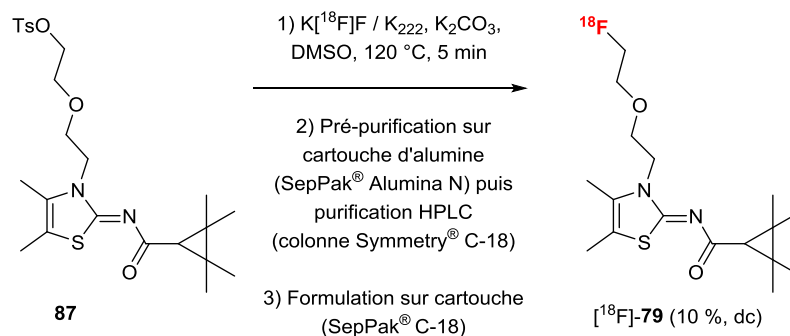 TsO
O
N
S
N
O
87
1) K[¹⁸F]F / K₂₂₂, K₂CO₃,
DMSO, 120 °C, 5 min
2) Pré-purification sur
cartouche d'alumine
(SepPak® Alumina N) puis
purification HPLC
(colonne Symmetry® C-18)
3) Formulation sur cartouche
(SepPak® C-18)
¹⁸F
O
N
S
N
O
[¹⁸F]-79 (10 %, dc)